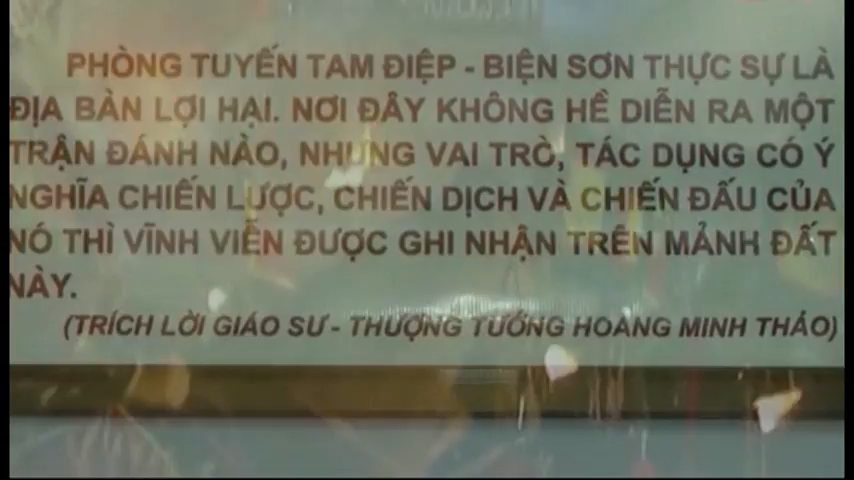 PHÒNG TUYẾN TAM ĐIỆP - BIỆN SƠN THỰC SỰ LÀ
ĐỊA BÀN LỢI HẠI. NƠI ĐÂY KHÔNG HỀ DIỄN RA MỘT
TRẬN ĐÁNH NÀO, NHƯNG VAI TRÒ, TÁC DỤNG CÓ Ý
NGHĨA CHIẾN LƯỢC, CHIẾN DỊCH VÀ CHIẾN ĐẤU CỦA
NÓ THÌ VĨNH VIỄN ĐƯỢC GHI NHẬN TRÊN MẢNH ĐẤT
NÀY.
(TRÍCH LỜI GIÁO SƯ - THƯỢNG TƯỚNG HOÀNG MINH THẢO)